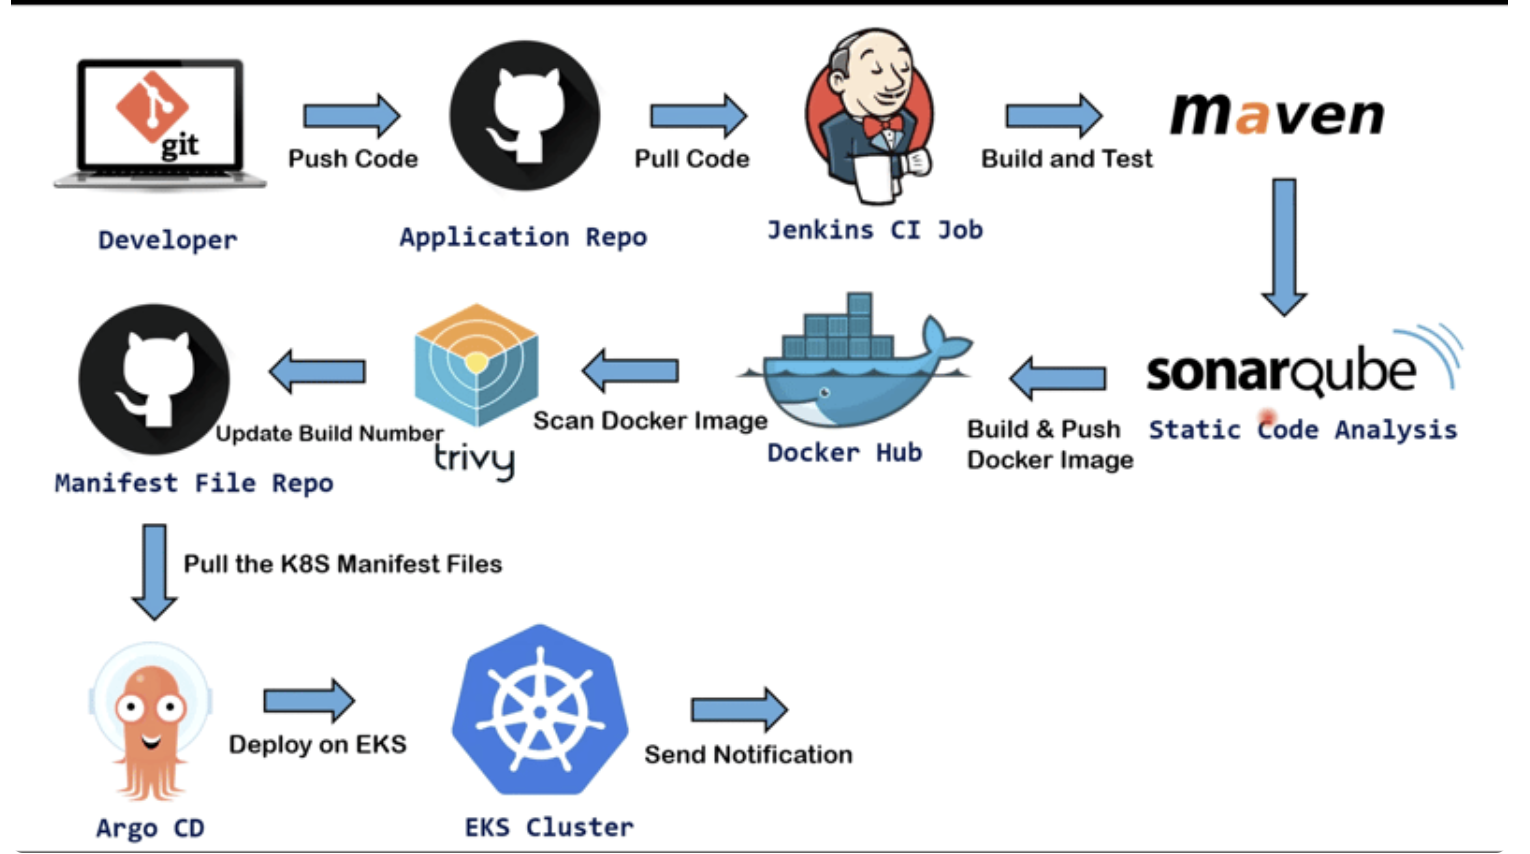 git
Push Code
Developer
Application Repo
Pull Code
Jenkins CI Job
Build and Test
maven
sonarqube
Static Code Analysis
Build & Push
Docker Image
Docker Hub
Scan Docker Image
trivy
Update Build Number
Manifest File Repo
Pull the K8S Manifest Files
Argo CD
Deploy on EKS
EKS Cluster
Send Notification